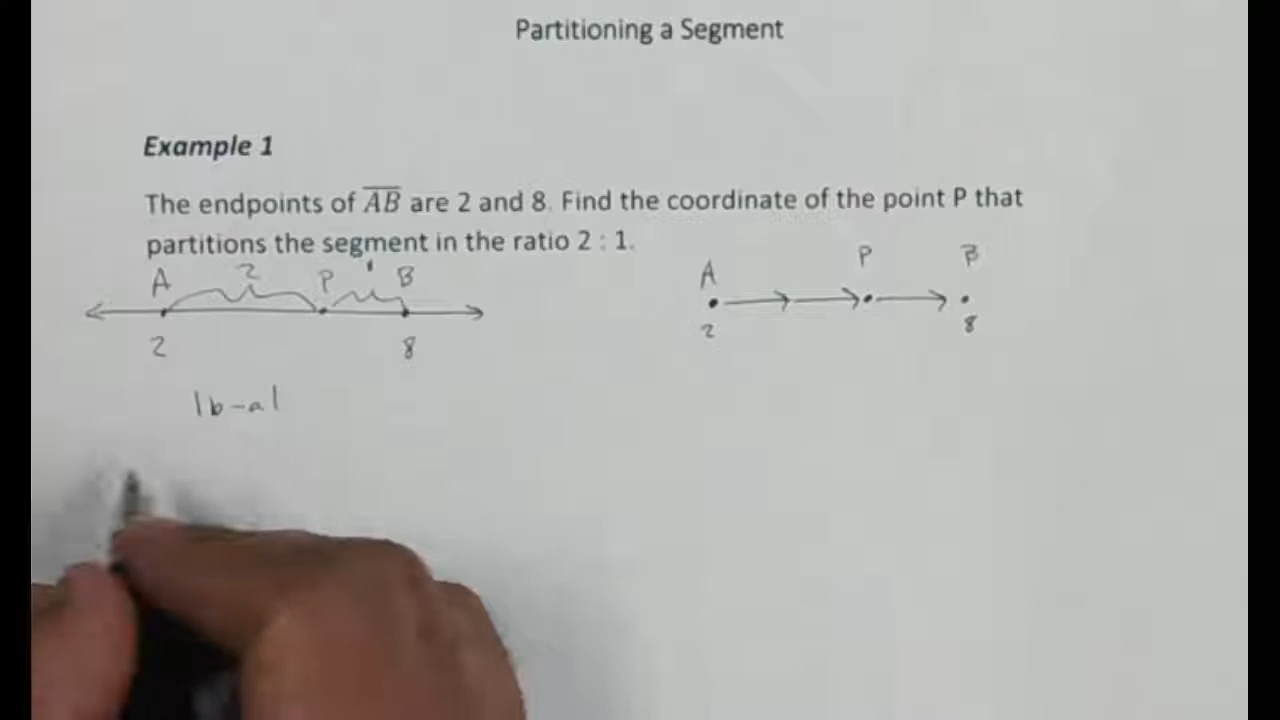 Partitioning a Segment
Example 1
The endpoints of AB are 2 and 8. Find the coordinate of the point P that
partitions the segment in the ratio 2 : 1.
A 2 P 1 B
2 8
|b-a|
A P B
2 8